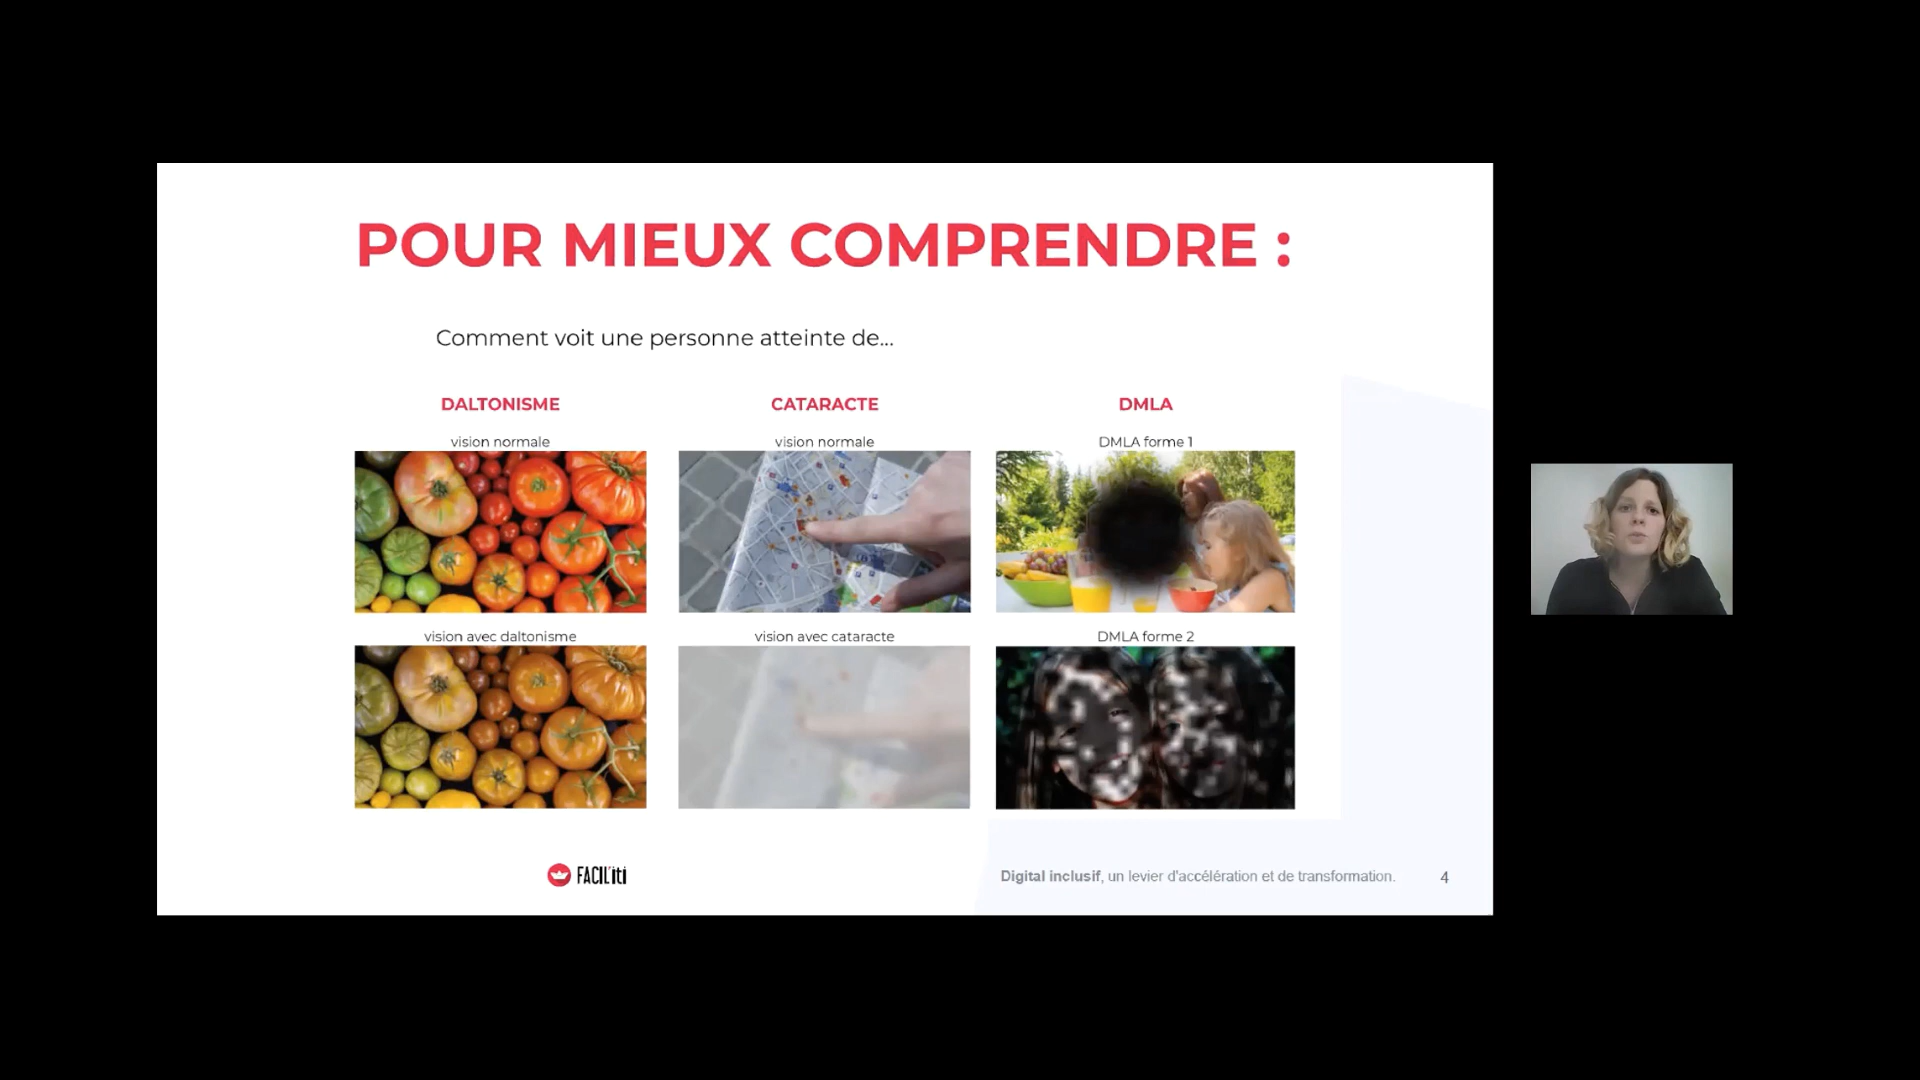 POUR MIEUX COMPRENDRE :
Comment voit une personne atteinte de...
DALTONISME
vision normale
vision avec daltonisme
CATARACTE
vision normale
vision avec cataracte
DMLA
DMLA forme 1
DMLA forme 2
FACIL'iti
Digital inclusif, un levier d'accélération et de transformation.
4